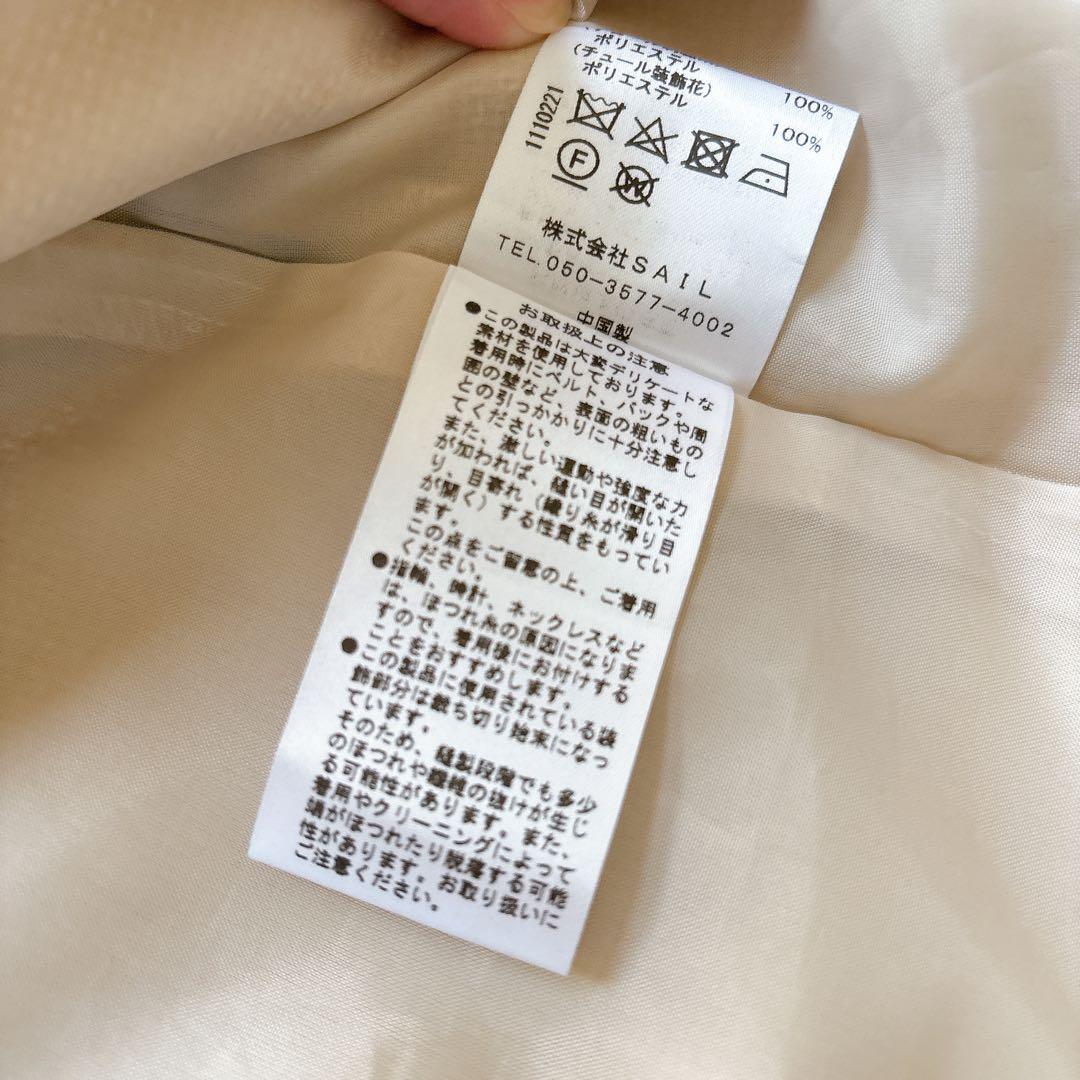 ポリエステル 100%
(チュール装飾花)
ポリエステル 100%
110221
F
W
株式会社SAIL
TEL.050-3577-4002
中国製
お取扱上の注意
●この製品は大変デリケートな
素材を使用しております。
着用時にベルト、バックや周
囲の壁など、表面の粗いもの
との引っかかりに十分注意し
てください。
また、激しい運動や強度な力
が加われば、縫い目が開いた
り、目寄れ（織り糸が滑り目
が開く）する性質をもってい
ます。
この点をご留意の上、ご着用
ください。
●指輪、時計、ネックレスなど
は、ほつれ糸の原因になりま
すので、着用後にお付けする
ことをおすすめします。
●この製品に使用されている装
飾部分は裁ち切り始末になっ
ています。
そのため、縫製段階でも多少
のほつれや繊維の抜けが生じ
る可能性があります。また、
着用やクリーニングによって
端がほつれたり脱落する可能
性があります。お取り扱いに
ご注意ください。